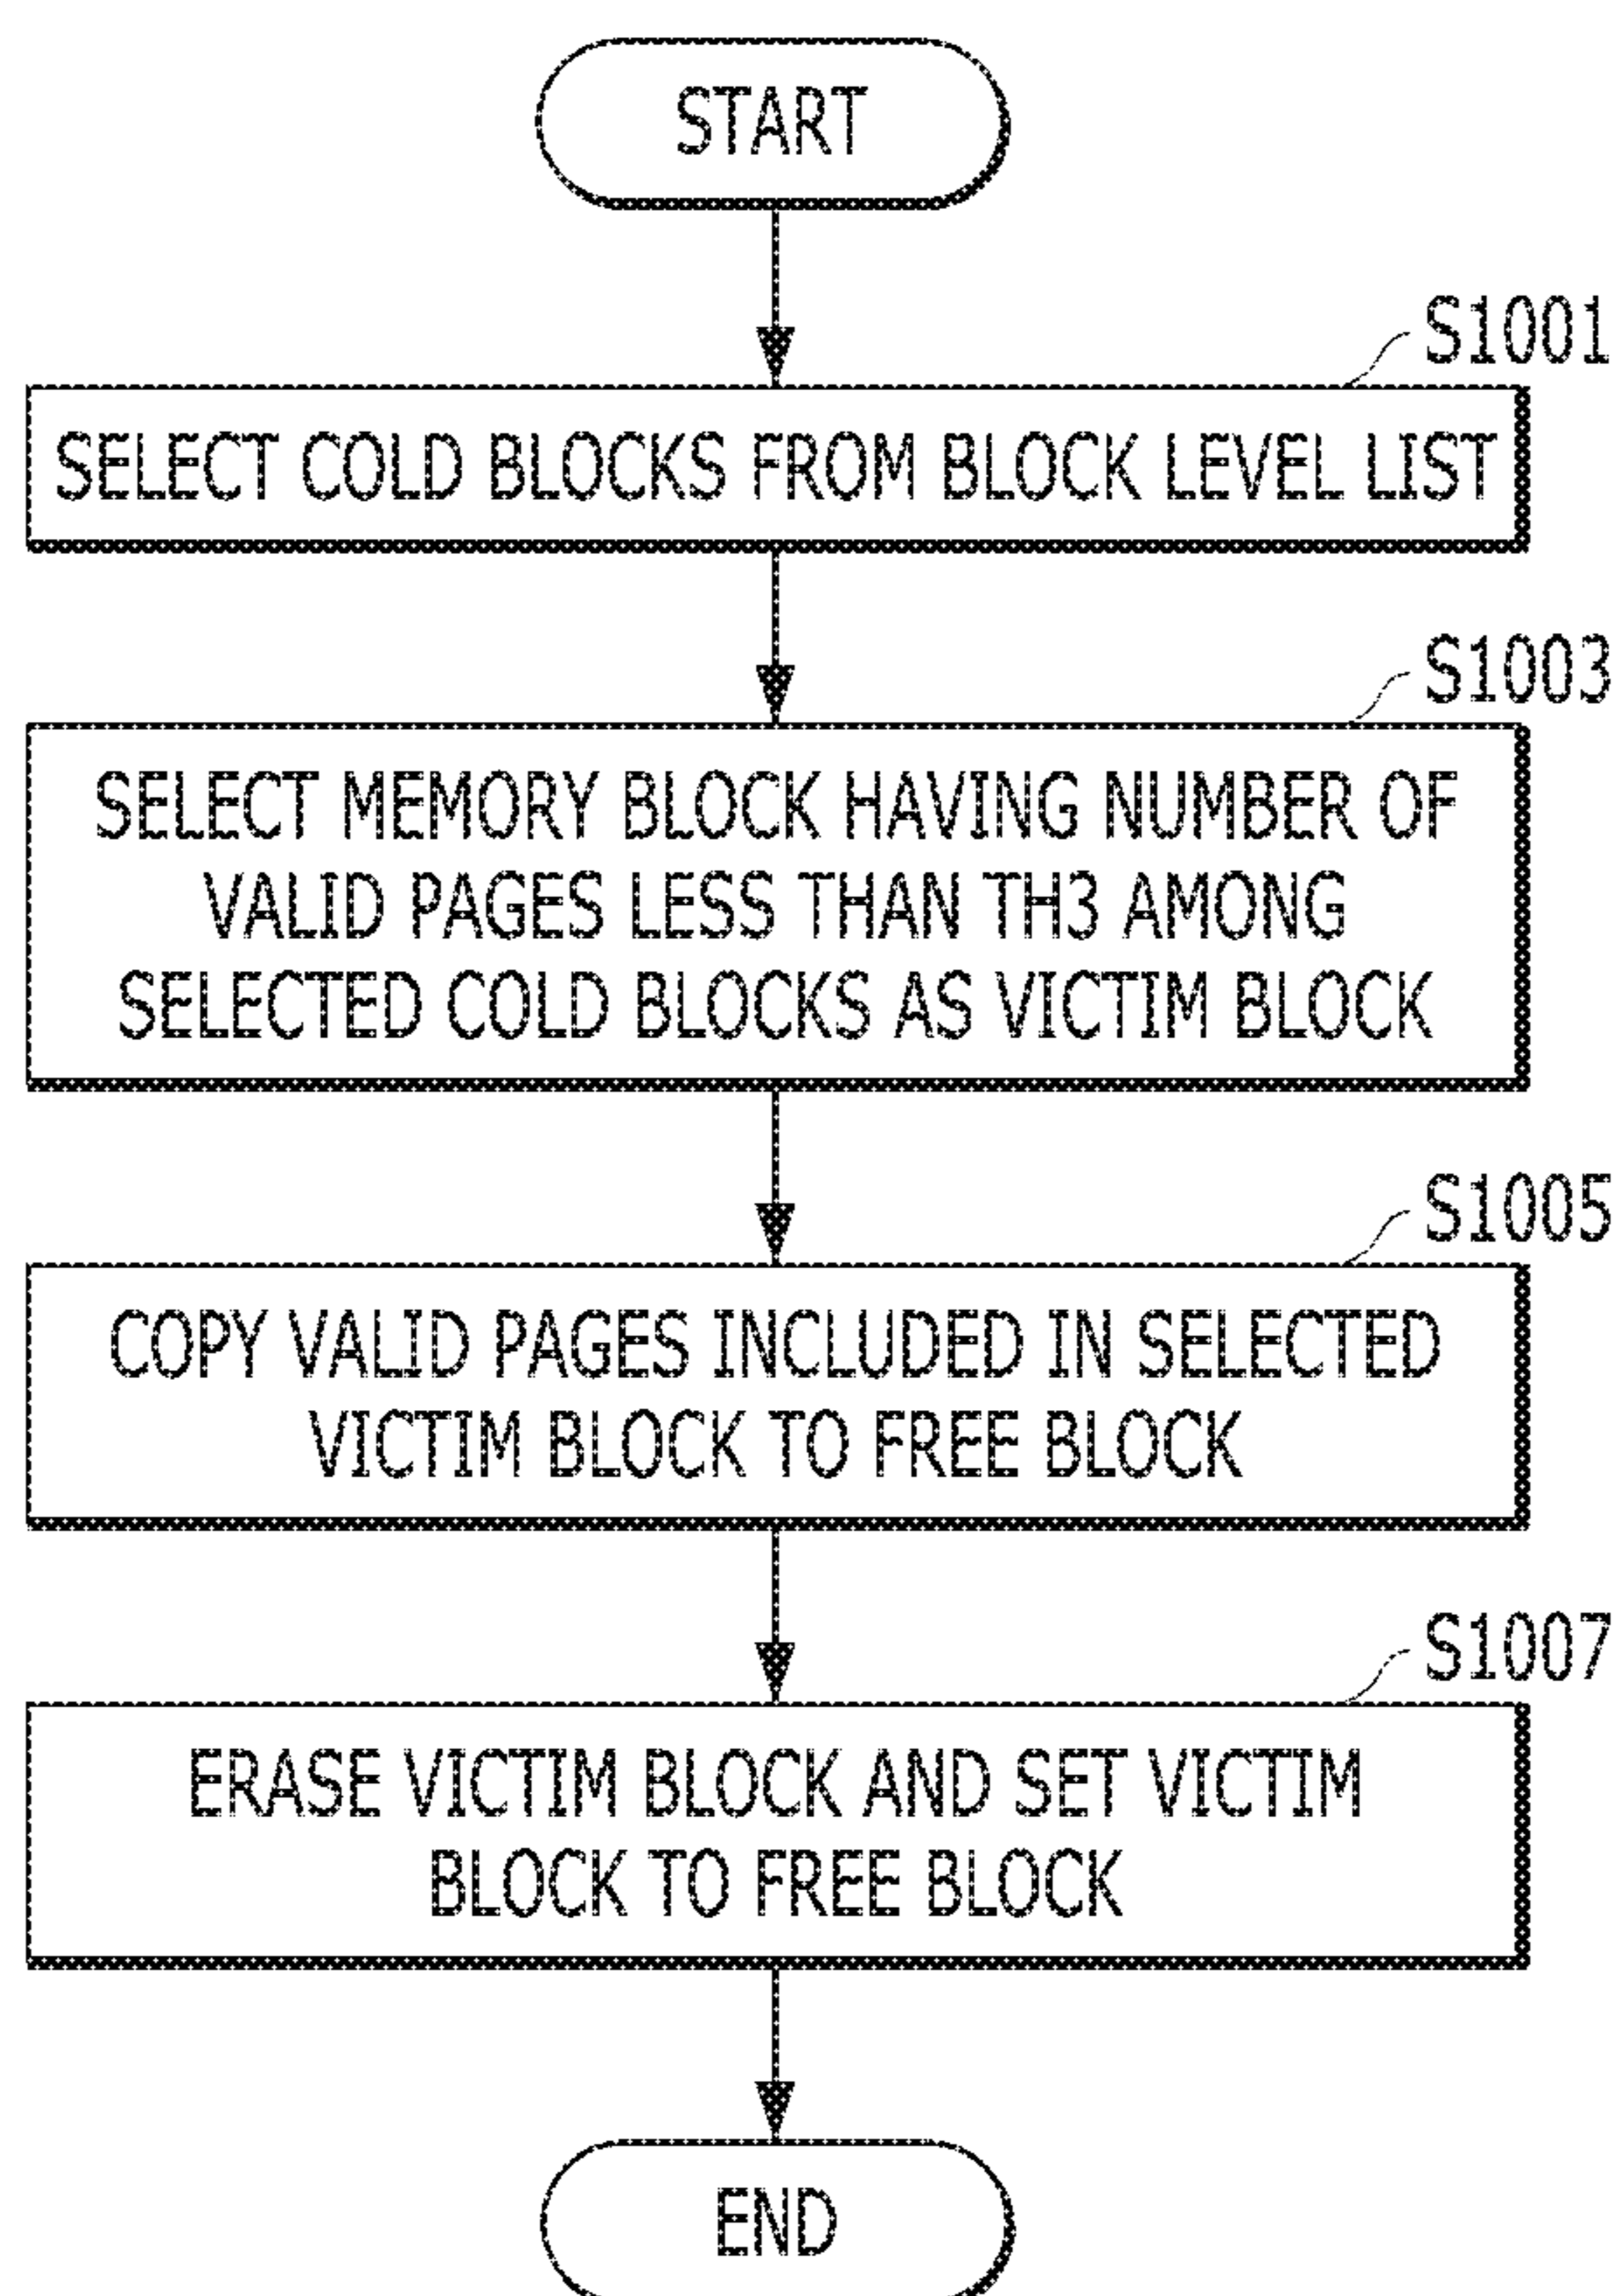 START
S1001
SELECT COLD BLOCKS FROM BLOCK LEVEL LIST
S1003
SELECT MEMORY BLOCK HAVING NUMBER OF
VALID PAGES LESS THAN TH3 AMONG
SELECTED COLD BLOCKS AS VICTIM BLOCK
S1005
COPY VALID PAGES INCLUDED IN SELECTED
VICTIM BLOCK TO FREE BLOCK
S1007
ERASE VICTIM BLOCK AND SET VICTIM
BLOCK TO FREE BLOCK
END